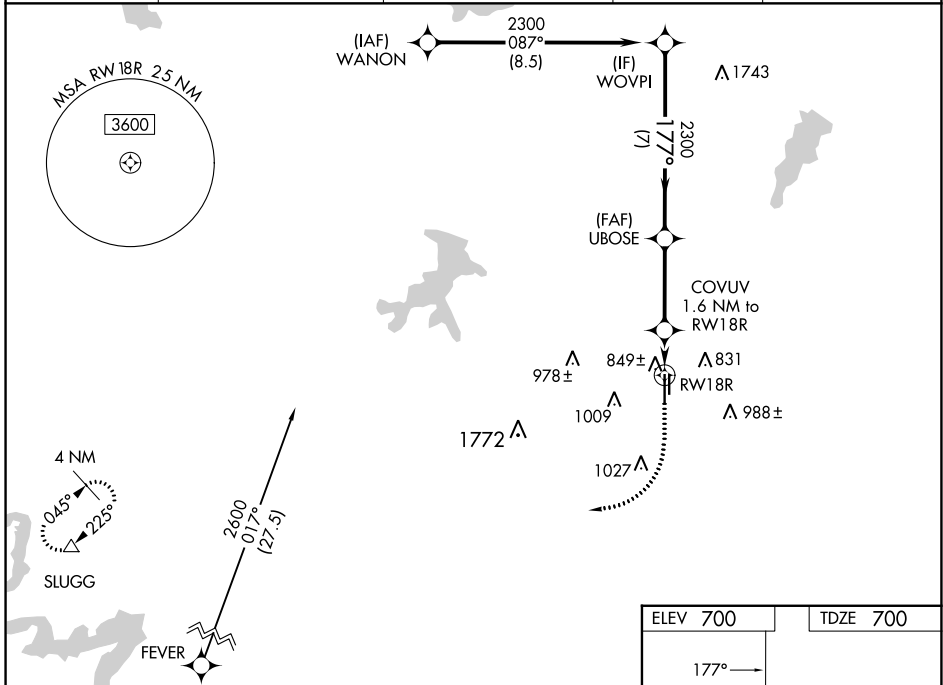 2300
087°
(8.5)
(IAF)
WANON
(IF)
WOVPI
1743
MSA RW18R 25 NM
3600
2300
177°
(7)
(FAF)
UBOSE
COVUV
1.6 NM to
RW18R
849±
831
978±
RW18R
1009
988±
1772
1027
4 NM
045°
225°
SLUGG
2600
017°
(27.5)
FEVER
ELEV 700
TDZE 700
177°